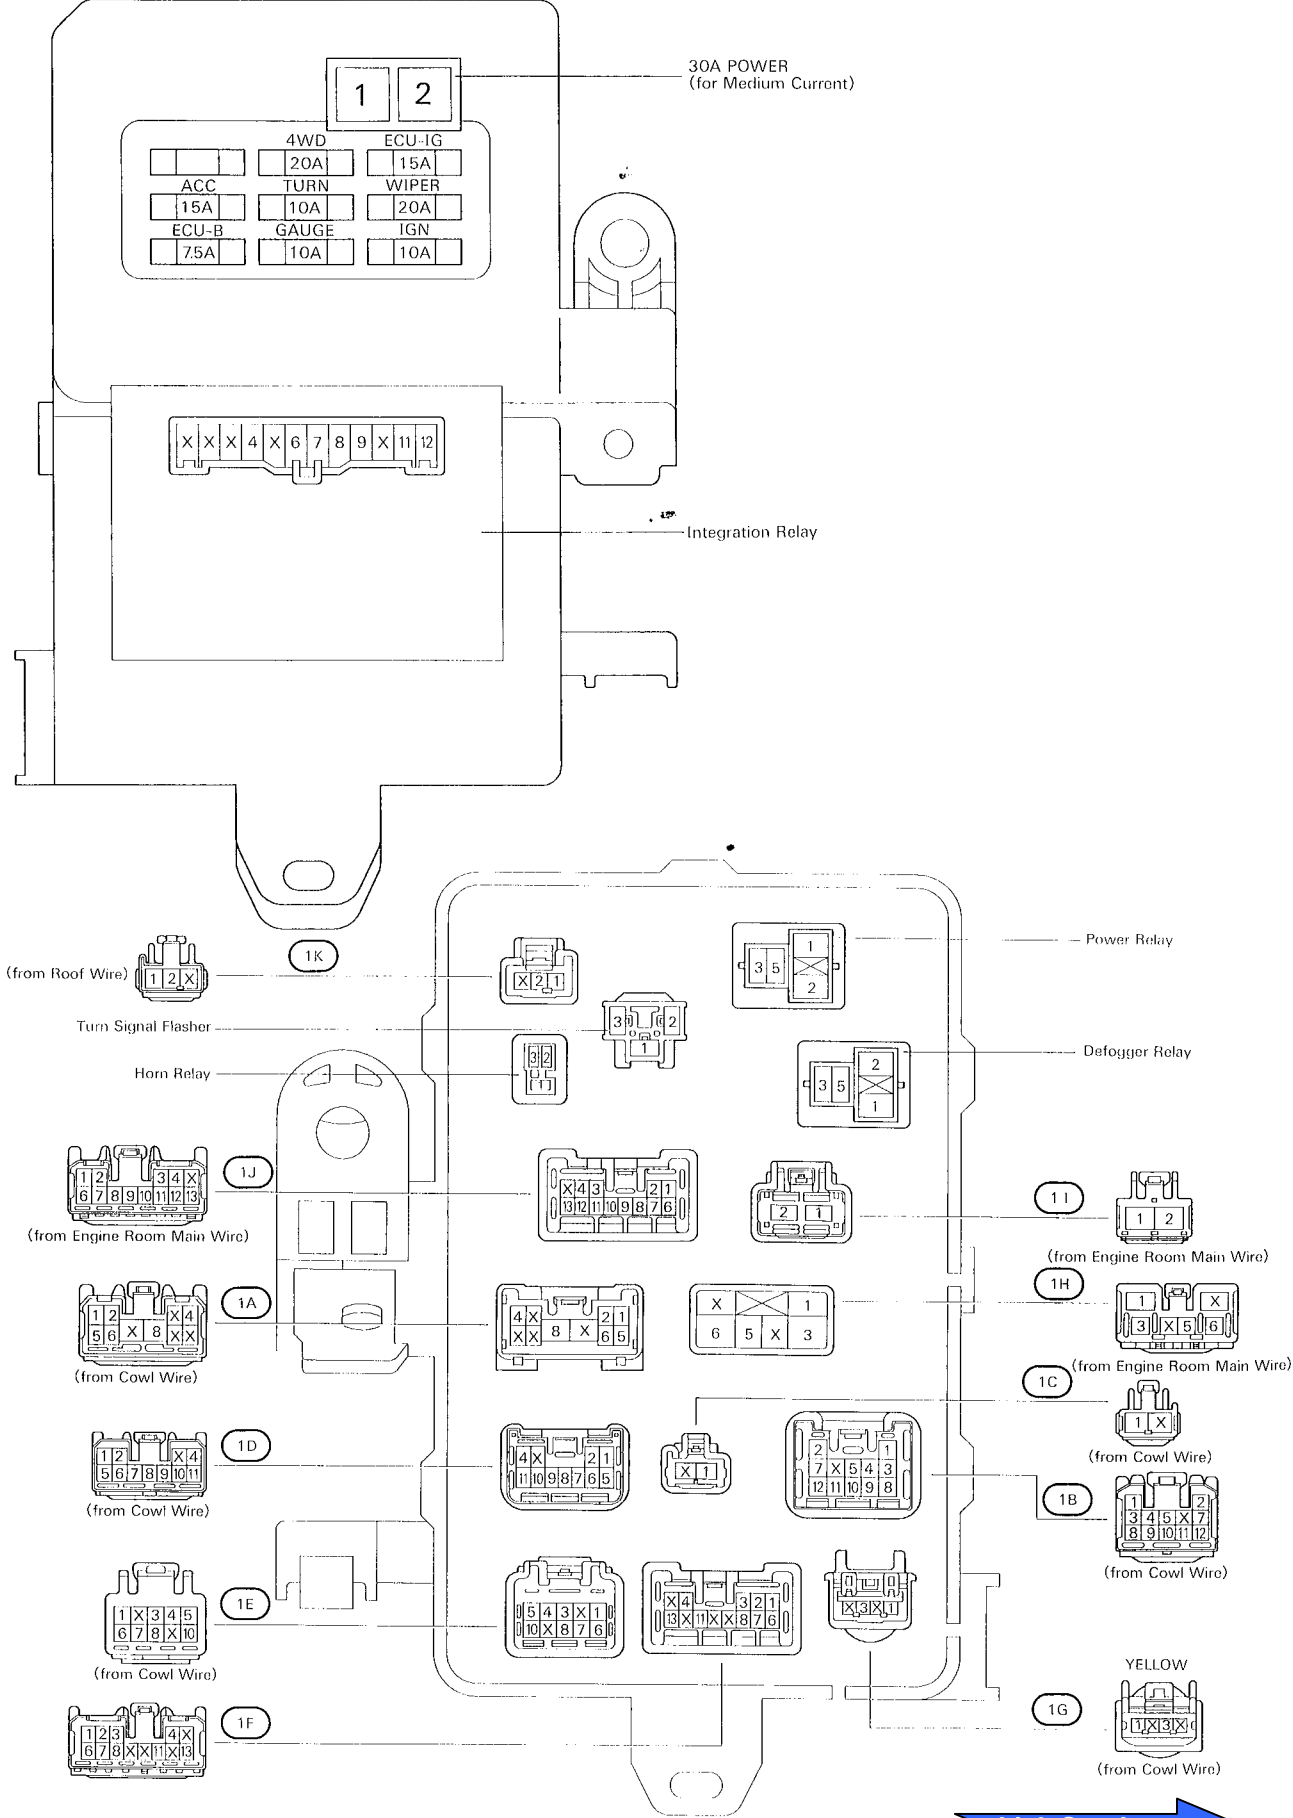 30A POWER
(for Medium Current)
1 2
4WD ECU-IG
20A 15A
ACC TURN WIPER
15A 10A 20A
ECU-B GAUGE IGN
7.5A 10A 10A
X X X 4 X 6 7 8 9 X 11 12
Integration Relay
1K
(from Roof Wire)
1 2 X
X 2 1
1
3 5
2
Power Relay
Turn Signal Flasher
3 2
1
Horn Relay
3 2
1
2
3 5
1
Defogger Relay
1J
1 2 3 4 X
6 7 8 9 10 11 12 13
(from Engine Room Main Wire)
X 4 3 2 1
13 12 11 10 9 8 7 6
2 1
1I
1 2
(from Engine Room Main Wire)
1A
1 2 X 4
5 6 X 8 X X
(from Cowl Wire)
4 X 2 1
X X 8 X 6 5
X 1
6 5 X 3
1H
1 X
3 X 5 6
(from Engine Room Main Wire)
1C
1 X
(from Cowl Wire)
1D
1 2 X 4
5 6 7 8 9 10 11
(from Cowl Wire)
4 X 2 1
11 10 9 8 7 6 5
X 1
2 1
7 X 5 4 3
12 11 10 9 8
1B
1 2
3 4 5 X 7
8 9 10 11 12
(from Cowl Wire)
1E
1 X 3 4 5
6 7 8 X 10
(from Cowl Wire)
5 4 3 X 1
10 X 8 7 6
X 4 3 2 1
13 X 11 X X 8 7 6
X 3 X 1
1F
1 2 3 4 X
6 7 8 X X 11 X 13
YELLOW
1G
1 X 3 X
(from Cowl Wire)